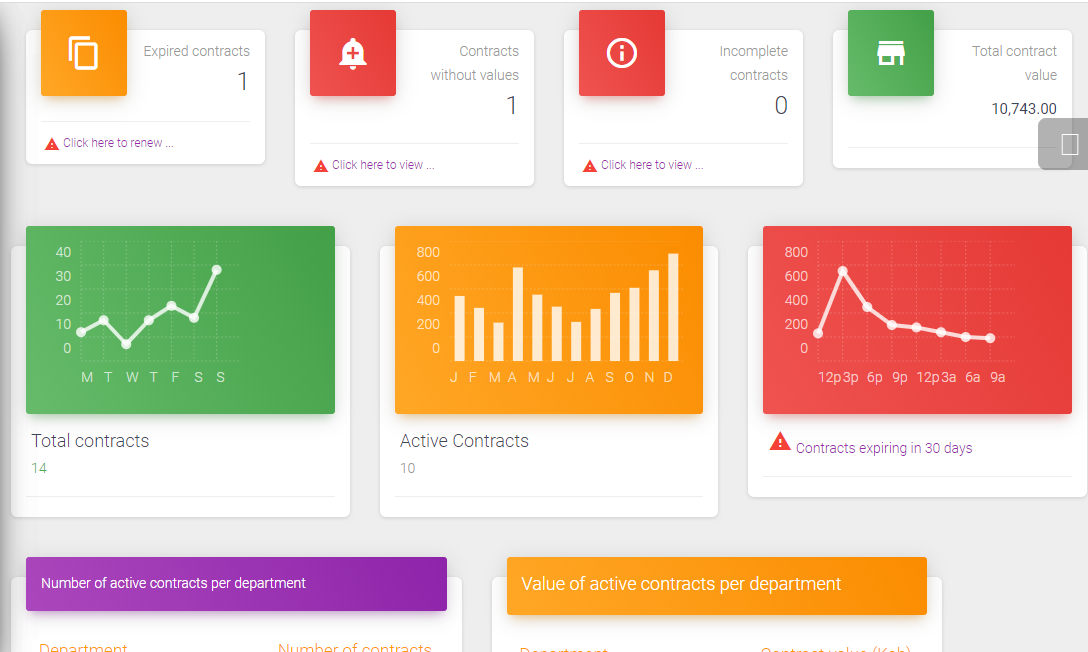 Expired contracts
1
Click here to renew ...
Contracts
without values
1
Click here to view ...
Incomplete
contracts
0
Click here to view ...
Total contract
value
10,743.00
40
30
20
10
0
M T W T F S S
Total contracts
14
800
600
400
200
0
J F M A M J J A S O N D
Active Contracts
10
800
600
400
200
0
12p 3p 6p 9p 12p 3a 6a 9a
Contracts expiring in 30 days
Number of active contracts per department
Department Number of contracts
Value of active contracts per department
Department Contract value (Ksh)